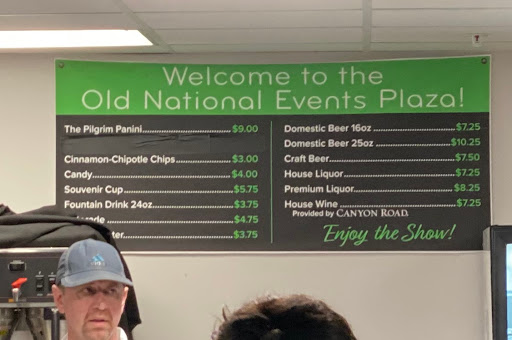 Welcome to the
Old National Events Plaza!
The Pilgrim Panini $9.00
Cinnamon-Chipotle Chips $3.00
Candy $4.00
Souvenir Cup $5.75
Fountain Drink 24oz $3.75
$4.75
$3.75
Domestic Beer 16oz $7.25
Domestic Beer 25oz $10.25
Craft Beer $7.50
House Liquor $7.25
Premium Liquor $8.25
House Wine $7.25
Provided by CANYON ROAD.
Enjoy the Show!